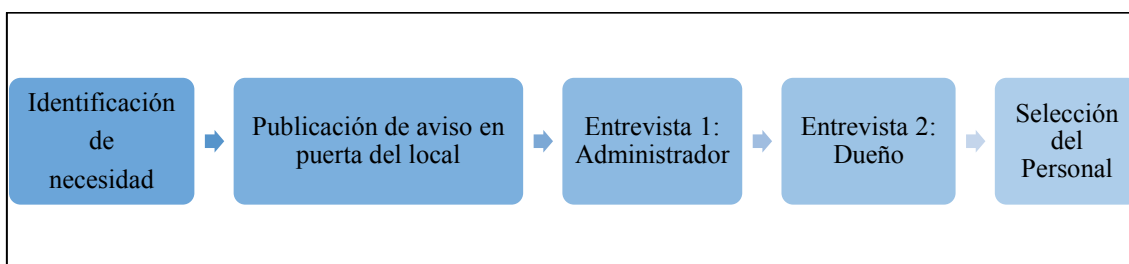 Identificación
de
necesidad
Publicación de aviso en
puerta del local
Entrevista 1:
Administrador
Entrevista 2:
Dueño
Selección
del
Personal